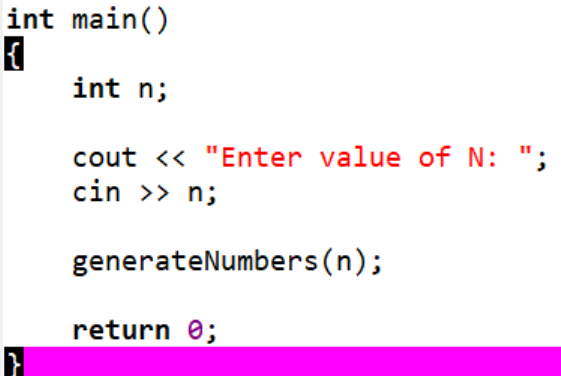 int main()
{
int n;
cout << "Enter value of N: ";
cin >> n;
generateNumbers(n);
return 0;
}